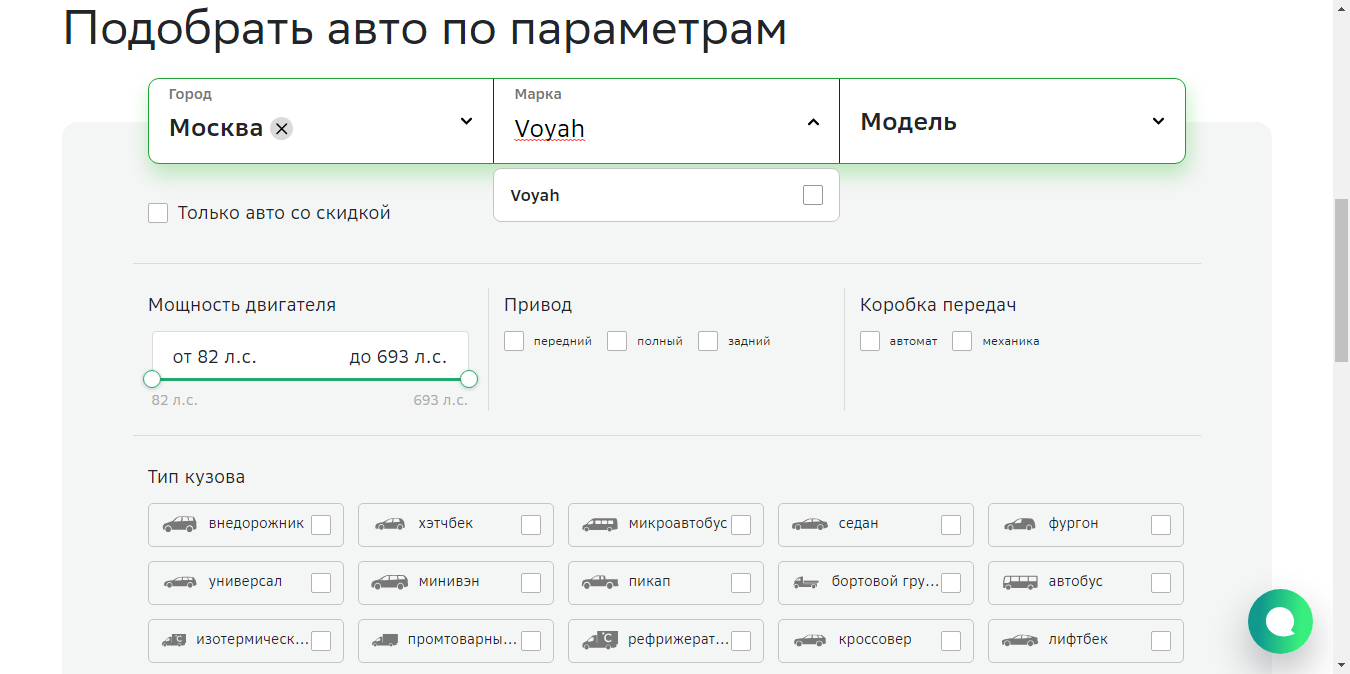 Подобрать авто по параметрам
Город
Москва
Марка
Voyah
Модель
Voyah
Только авто со скидкой
Мощность двигателя
от 82 л.с. до 693 л.с.
82 л.с. 693 л.с.
Привод
передний полный задний
Коробка передач
автомат механика
Тип кузова
внедорожник хэтчбек микроавтобус седан фургон
универсал минивэн пикап бортовой гру... автобус
изотермическ... промтоварны... рефрижерат... кроссовер лифтбек